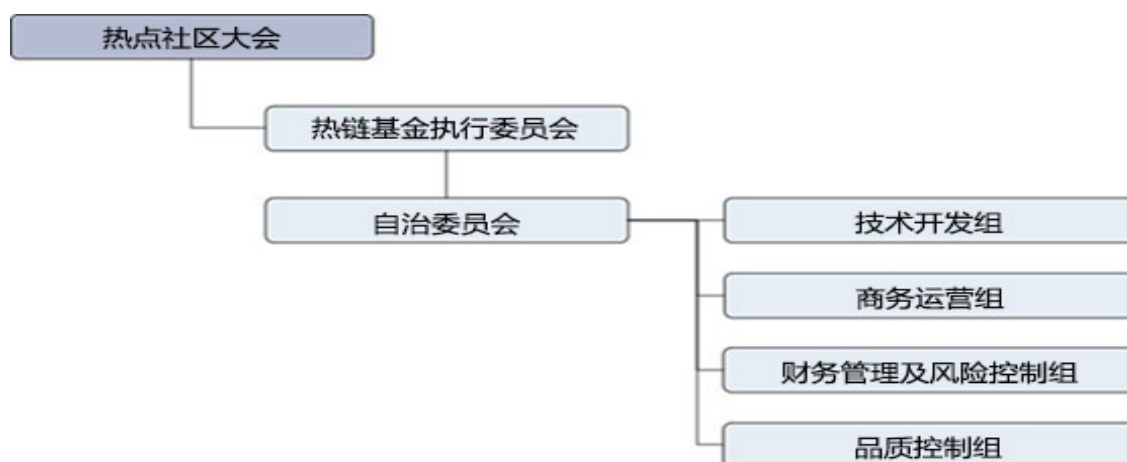 热点社区大会
热链基金执行委员会
自治委员会
技术开发组
商务运营组
财务管理及风险控制组
品质控制组